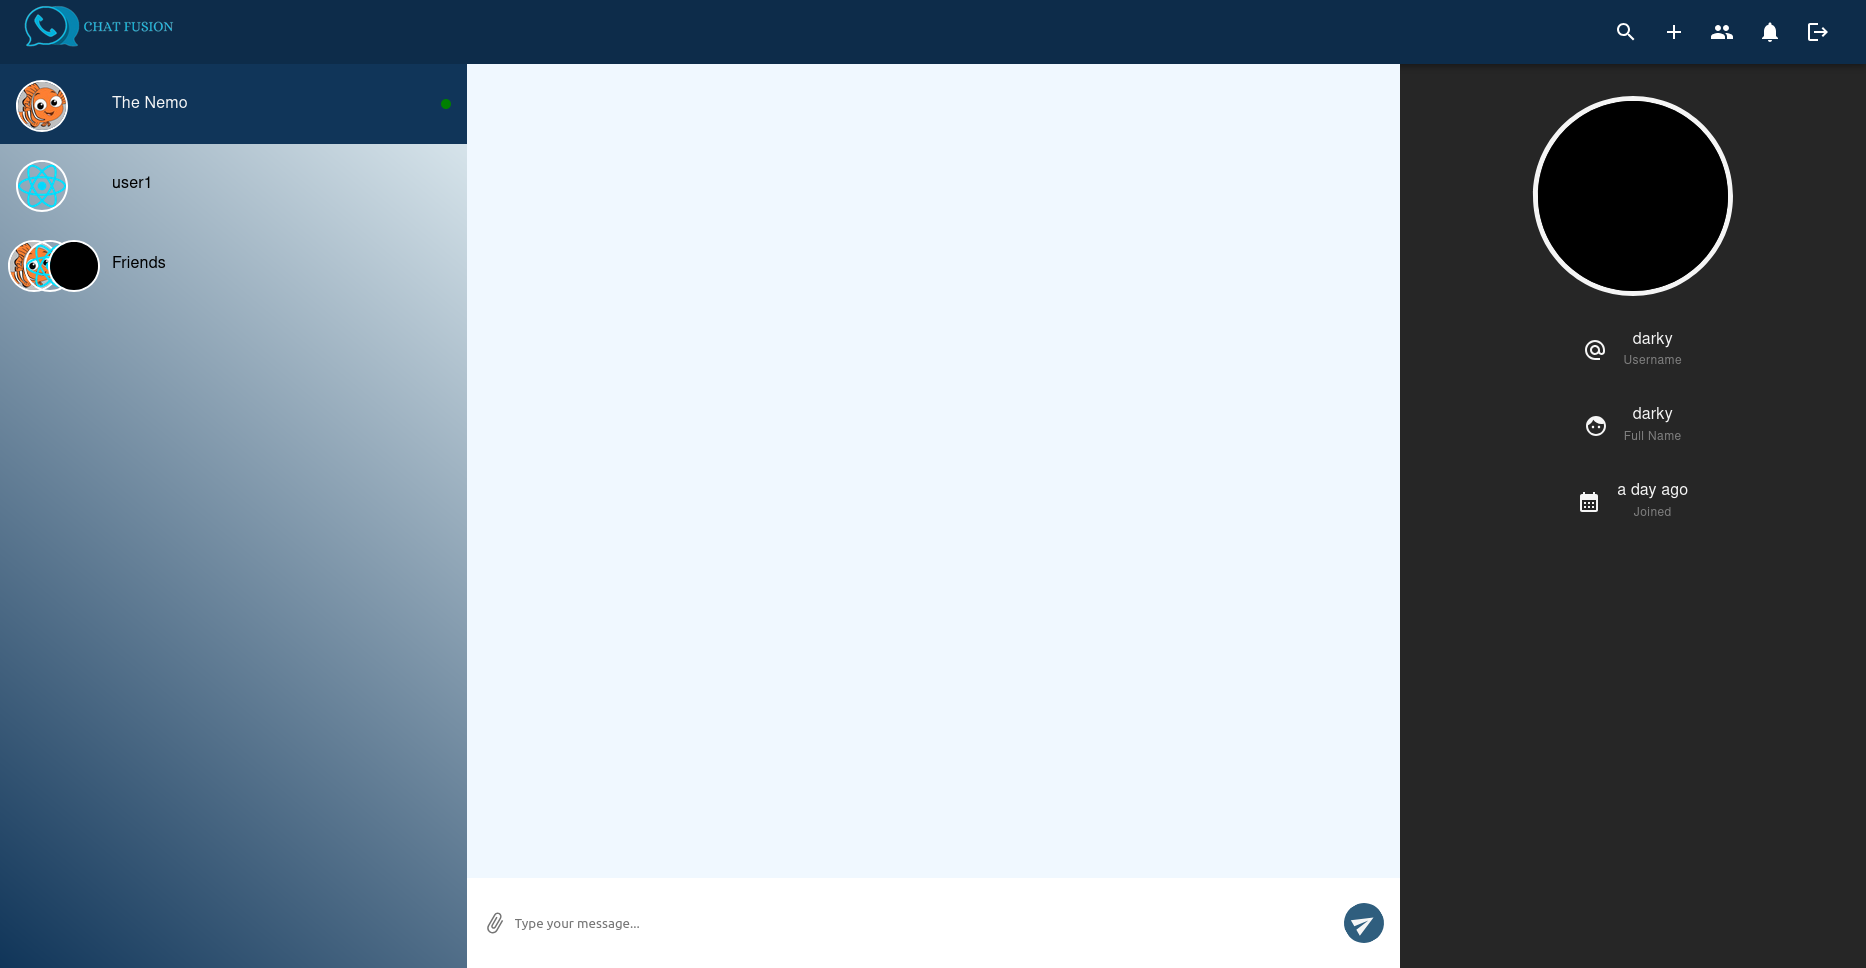 CHAT FUSION
The Nemo
user1
Friends
Type your message...
darky
Username
darky
Full Name
a day ago
Joined